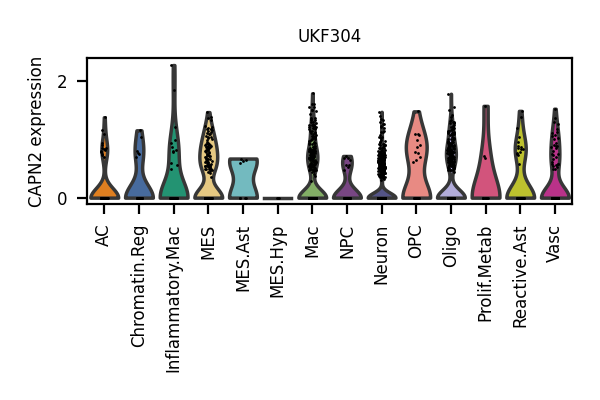 UKF304
CAPN2 expression
2
0
AC
Chromatin.Reg
Inflammatory.Mac
MES
MES.Ast
MES.Hyp
Mac
NPC
Neuron
OPC
Oligo
Prolif.Metab
Reactive.Ast
Vasc